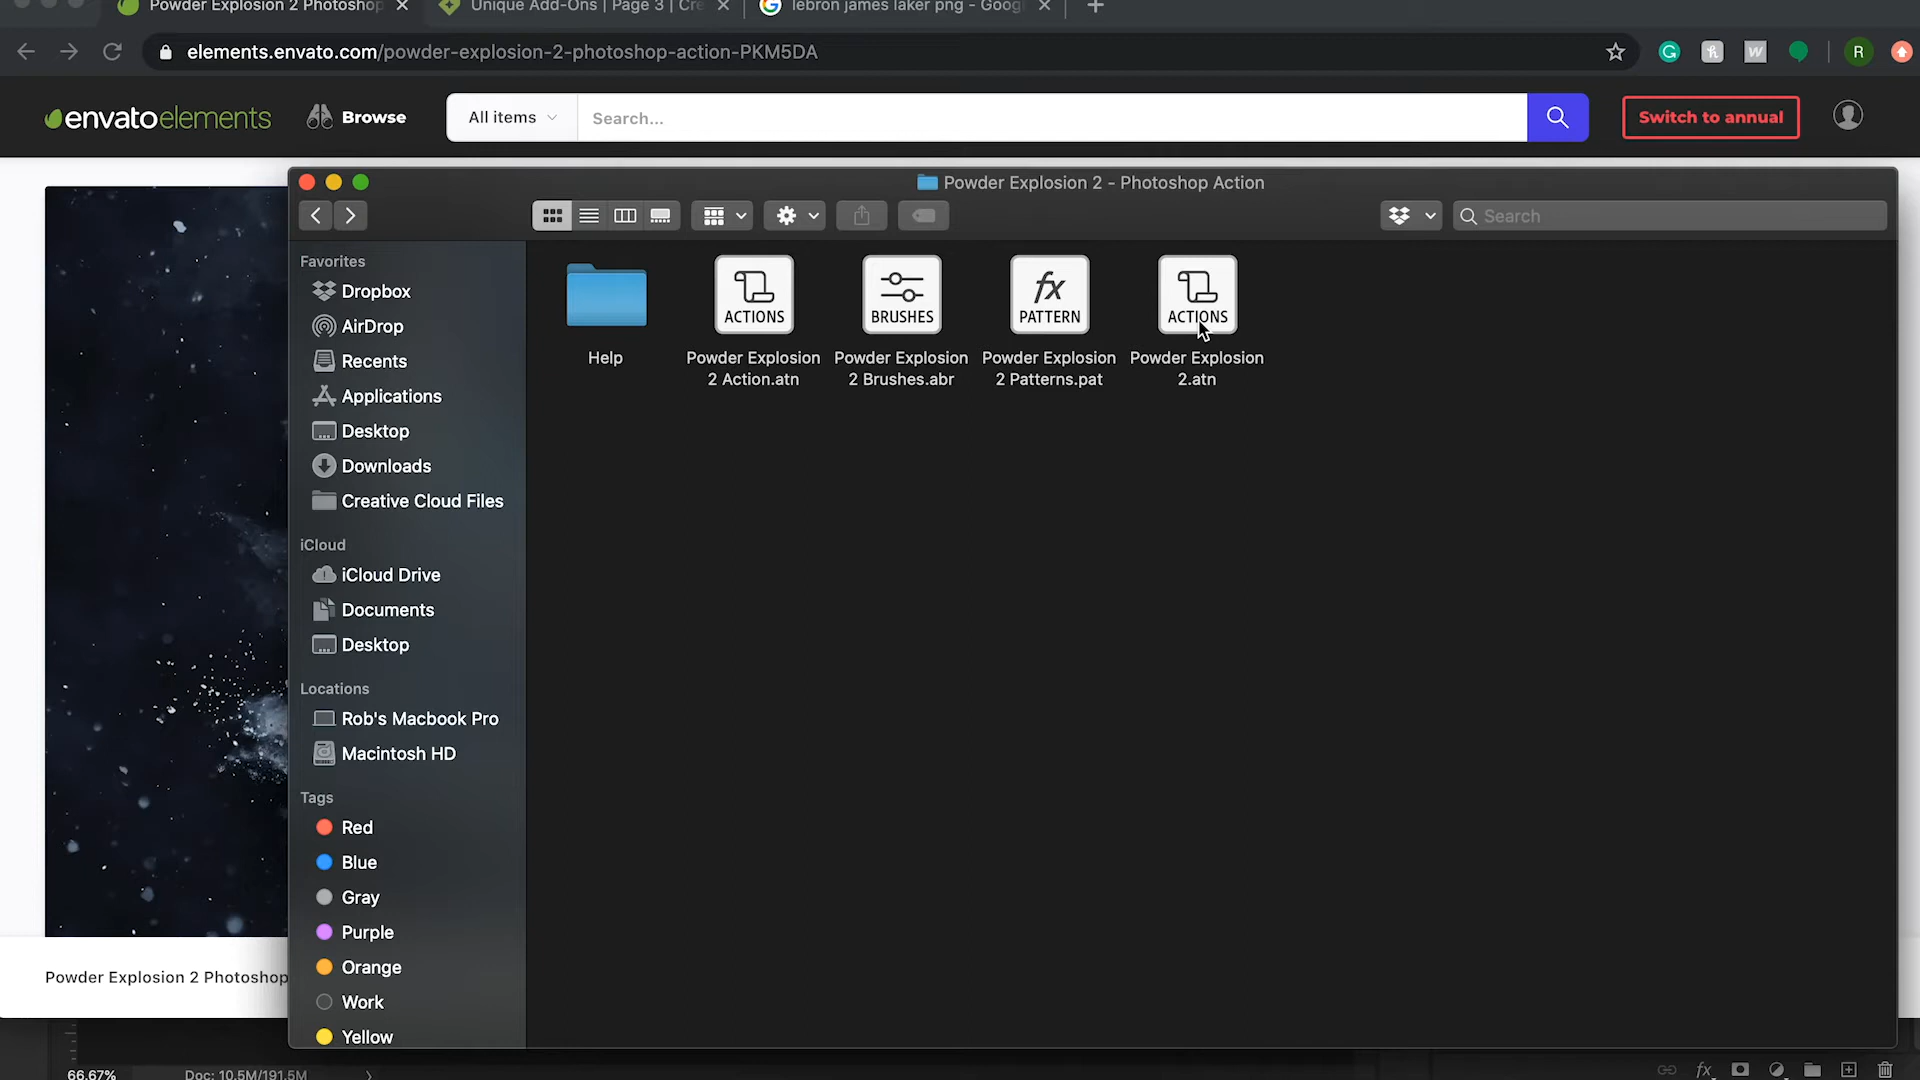 Powder Explosion 2 Photoshop
Unique Add-Ons | Page 3 | Cre
lebron james laker png - Goog
elements.envato.com/powder-explosion-2-photoshop-action-PKM5DA
R
envatoelements
Browse
All items
Search...
Switch to annual
Powder Explosion 2 - Photoshop Action
Search
Favorites
Dropbox
AirDrop
Recents
Applications
Desktop
Downloads
Creative Cloud Files
iCloud
iCloud Drive
Documents
Desktop
Locations
Rob's Macbook Pro
Macintosh HD
Tags
Red
Blue
Gray
Purple
Orange
Work
Yellow
ACTIONS
BRUSHES
fx
PATTERN
ACTIONS
Help
Powder Explosion
2 Action.atn
Powder Explosion
2 Brushes.abr
Powder Explosion
2 Patterns.pat
Powder Explosion
2.atn
Powder Explosion 2 Photoshop
66.67%
Doc: 10.5M/191.5M
fx